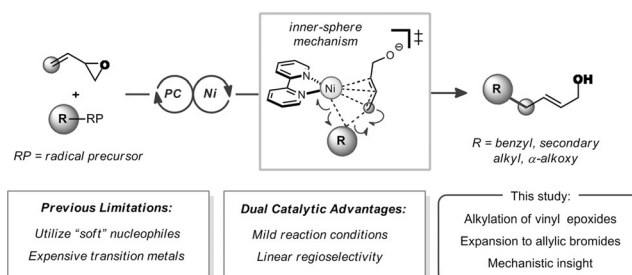 inner-sphere
mechanism
‡
O
O⊖
+
R RP
RP = radical precursor
PC Ni
N
N
Ni
R
R OH
R = benzyl, secondary
alkyl, α-alkoxy
Previous Limitations:
Utilize “soft” nucleophiles
Expensive transition metals
Dual Catalytic Advantages:
Mild reaction conditions
Linear regioselectivity
This study:
Alkylation of vinyl epoxides
Expansion to allylic bromides
Mechanistic insight